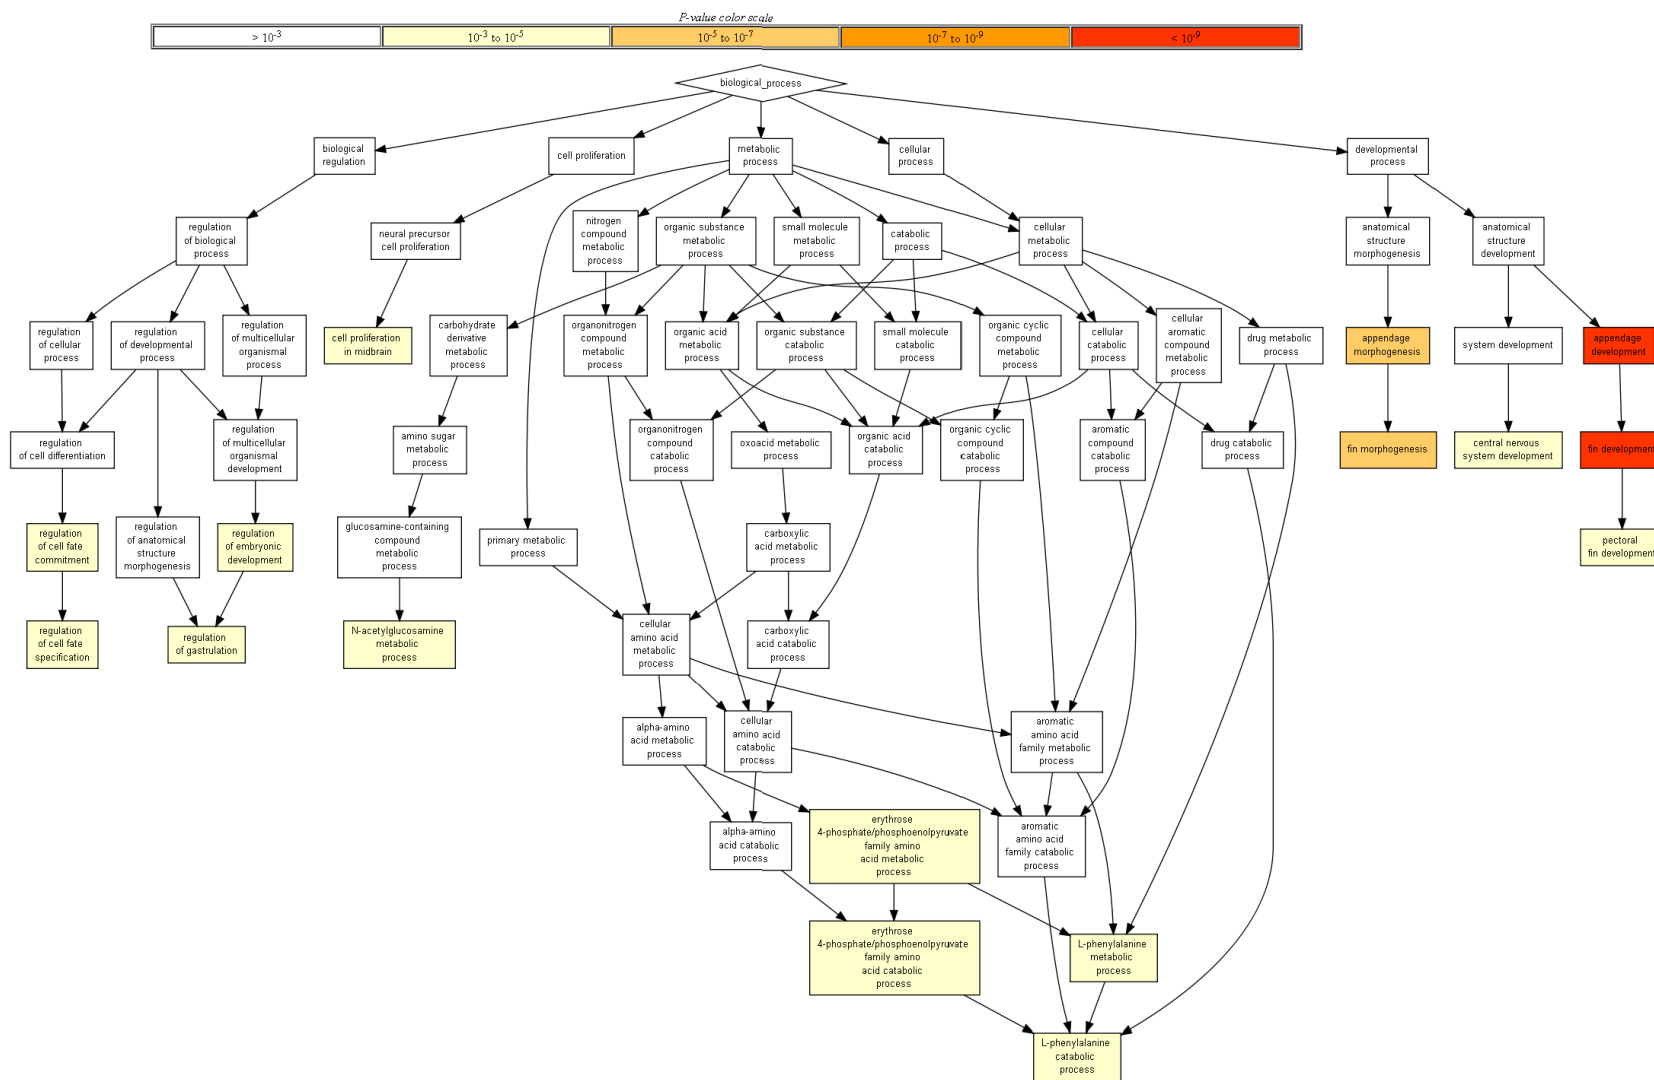 P-value color scale
> 10-3
10-3 to 10-5
10-5 to 10-7
10-7 to 10-9
< 10-9
biological_process
biological
regulation
cell proliferation
metabolic
process
cellular
process
developmental
process
regulation
of biological
process
neural precursor
cell proliferation
nitrogen
compound
metabolic
process
organic substance
metabolic
process
small molecule
metabolic
process
catabolic
process
cellular
metabolic
process
anatomical
structure
morphogenesis
anatomical
structure
development
regulation
of cellular
process
regulation
of developmental
process
regulation
of multicellular
organismal
process
cell proliferation
in midbrain
carbohydrate
derivative
metabolic
process
organonitrogen
compound
metabolic
process
organic acid
metabolic
process
organic substance
catabolic
process
small molecule
catabolic
process
organic cyclic
compound
metabolic
process
cellular
catabolic
process
cellular
aromatic
compound
metabolic
process
drug metabolic
process
appendage
morphogenesis
system development
appendage
development
regulation
of cell differentiation
regulation
of multicellular
organismal
development
amino sugar
metabolic
process
organonitrogen
compound
catabolic
process
oxoacid metabolic
process
organic acid
catabolic
process
organic cyclic
compound
catabolic
process
aromatic
compound
catabolic
process
drug catabolic
process
fin morphogenesis
central nervous
system development
fin development
regulation
of cell fate
commitment
regulation
of anatomical
structure
morphogenesis
regulation
of embryonic
development
glucosamine-containing
compound
metabolic
process
primary metabolic
process
carboxylic
acid metabolic
process
pectoral
fin development
regulation
of cell fate
specification
regulation
of gastrulation
N-acetylglucosamine
metabolic
process
cellular
amino acid
metabolic
process
carboxylic
acid catabolic
process
alpha-amino
acid metabolic
process
cellular
amino acid
catabolic
process
aromatic
amino acid
family metabolic
process
alpha-amino
acid catabolic
process
erythrose
4-phosphate/phosphoenolpyruvate
family amino
acid metabolic
process
aromatic
amino acid
family catabolic
process
erythrose
4-phosphate/phosphoenolpyruvate
family amino
acid catabolic
process
L-phenylalanine
metabolic
process
L-phenylalanine
catabolic
process